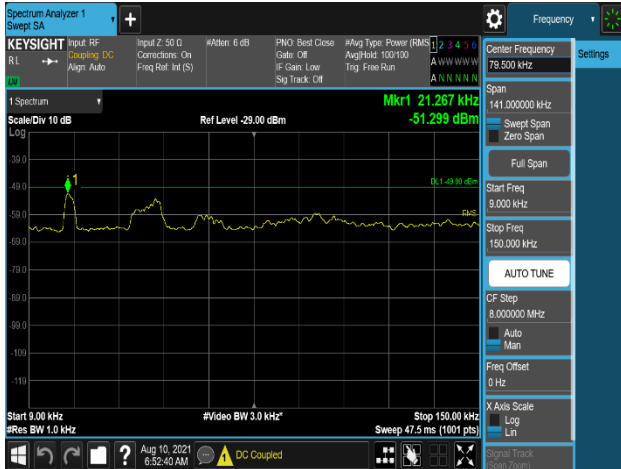 Spectrum Analyzer 1
Swept SA
+
Frequency
KEYSIGHT
RL
LV
Input: RF
Coupling: DC
Align: Auto
Input Z: 50 Ω
Corrections: On
Freq Ref: Int (S)
#Atten: 6 dB
PNO: Best Close
Gate: Off
IF Gain: Low
Sig Track: Off
#Avg Type: Power (RMS
Avg|Hold: 100/100
Trig: Free Run
1 2 3 4 5 6
A W W W W W
A N N N N N
1 Spectrum
Scale/Div 10 dB
Log
Ref Level -29.00 dBm
Mkr1 21.267 kHz
-51.299 dBm
-39.0
-49.0
-59.0
-69.0
-79.0
-89.0
-99.0
-109
-119
1
DL1 -49.90 dBm
RMS
Start 9.00 kHz
#Res BW 1.0 kHz
#Video BW 3.0 kHz*
Stop 150.00 kHz
Sweep 47.5 ms (1001 pts)
?
Aug 10, 2021
6:52:40 AM
DC Coupled
Center Frequency
79.500 kHz
Settings
Span
141.000000 kHz
Swept Span
Zero Span
Full Span
Start Freq
9.000 kHz
Stop Freq
150.000 kHz
AUTO TUNE
CF Step
8.000000 MHz
Auto
Man
Freq Offset
0 Hz
X Axis Scale
Log
Lin
Signal Track
(Span Zoom)